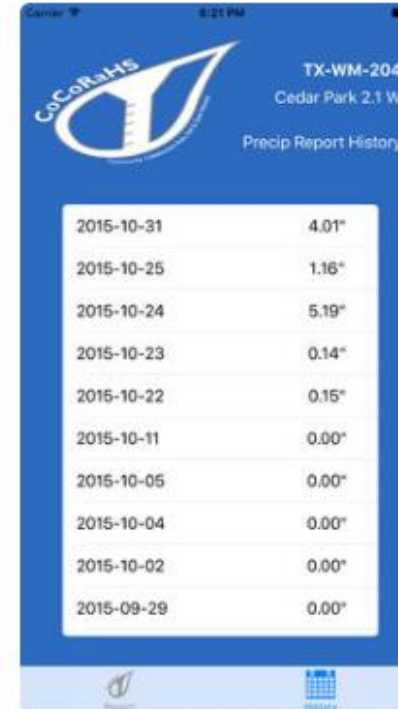 Carrier 6:21 PM
CoCoRaHS
TX-WM-204
Cedar Park 2.1 W
Precip Report History
2015-10-31 4.01"
2015-10-25 1.16"
2015-10-24 5.19"
2015-10-23 0.14"
2015-10-22 0.15"
2015-10-11 0.00"
2015-10-05 0.00"
2015-10-04 0.00"
2015-10-02 0.00"
2015-09-29 0.00"
Report History